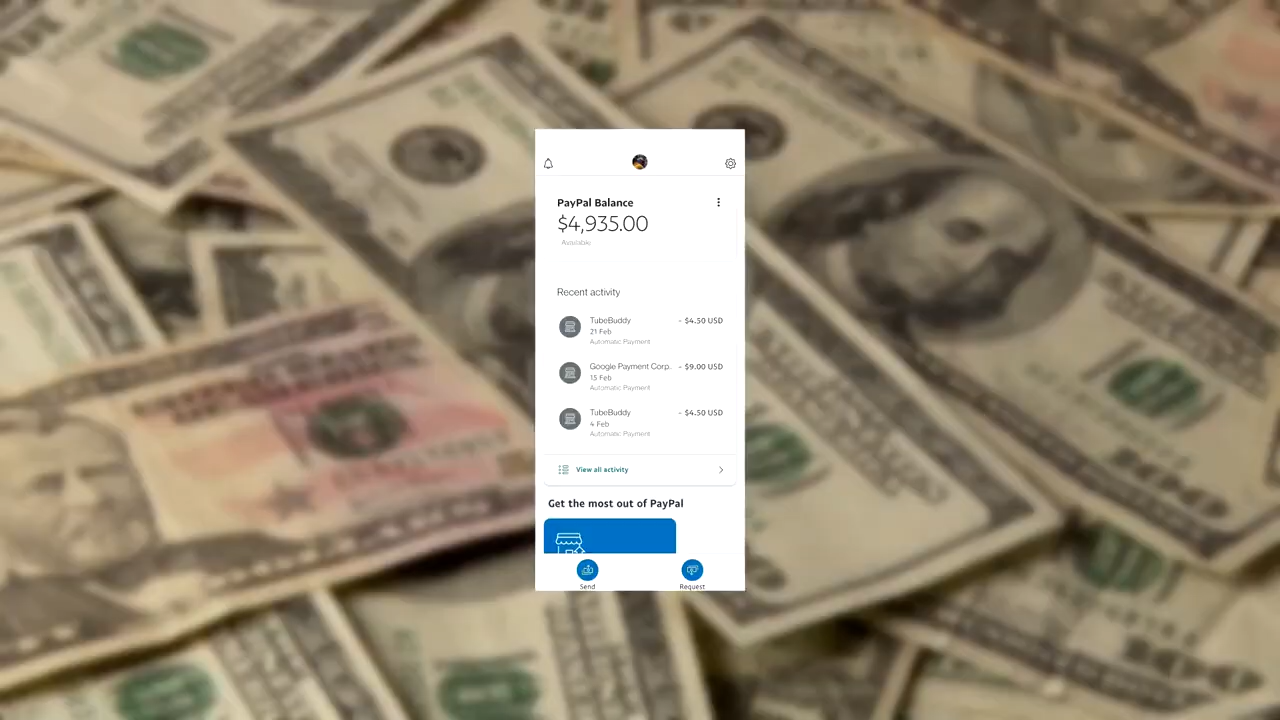 PayPal Balance
$4,935.00
Available
Recent activity
TubeBuddy - $4.50 USD
21 Feb
Automatic Payment
Google Payment Corp. - $9.00 USD
15 Feb
Automatic Payment
TubeBuddy - $4.50 USD
4 Feb
Automatic Payment
View all activity
Get the most out of PayPal
Send Request